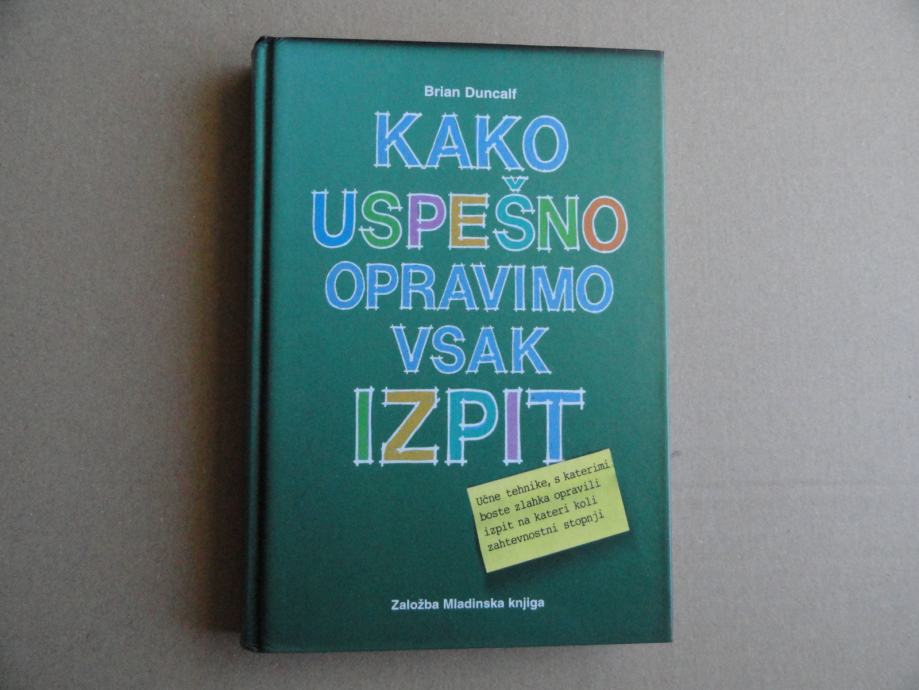 Brian Duncalf
KAKO
USPEŠNO
OPRAVIMO
VSAK
IZPIT
Učne tehnike, s katerimi
boste zlahka opravili
izpit na kateri koli
zahtevnostni stopnji
Založba Mladinska knjiga